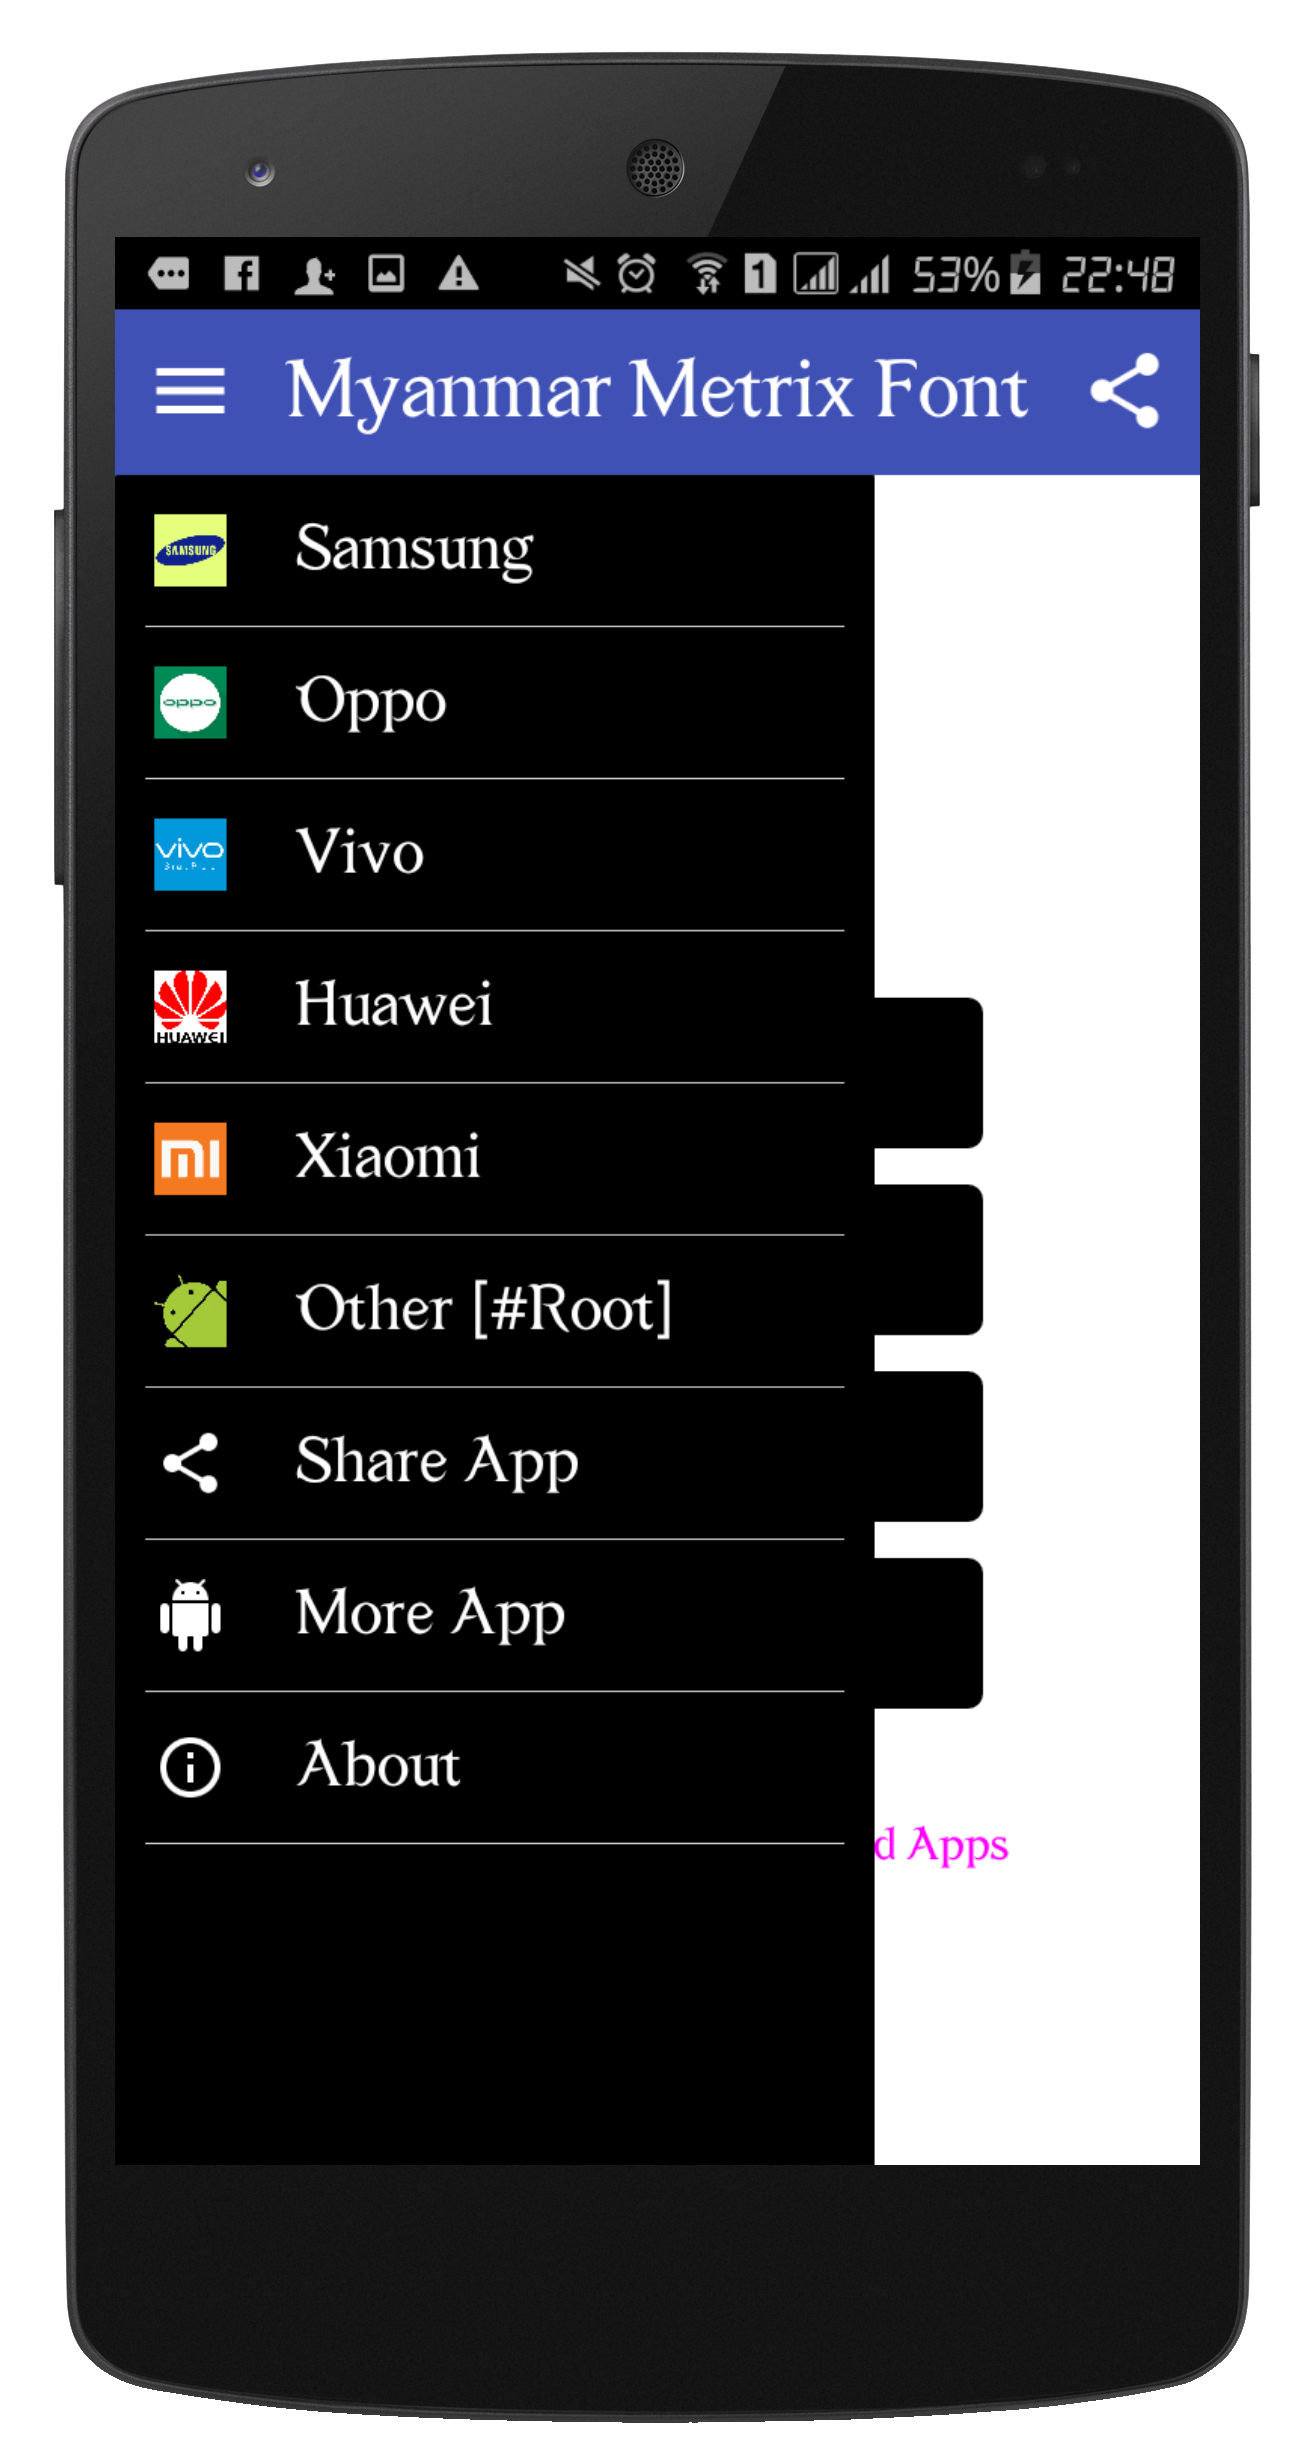 1 53% 22:48
Myanmar Metrix Font
SAMSUNG Samsung
oppo Oppo
vivo Vivo
HUAWEI Huawei
mi Xiaomi
Other [#Root]
Share App
More App
About
d Apps